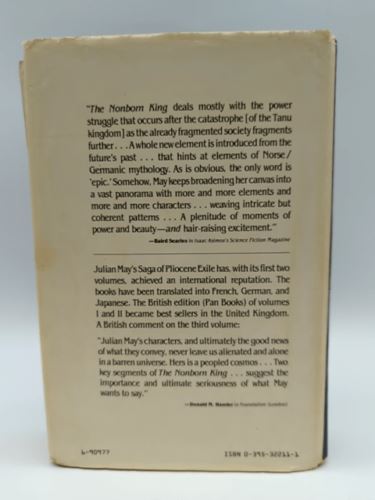 "The Nonborn King deals mostly with the power
struggle that occurs after the catastrophe [of the Tanu
kingdom] as the already fragmented society fragments
further . . . A whole new element is introduced from the
future's past . . . that hints at elements of Norse/
Germanic mythology. As is obvious, the only word is
'epic.' Somehow, May keeps broadening her canvas into
a vast panorama with more and more elements and
more and more characters . . . weaving intricate but
coherent patterns . . . A plenitude of moments of
power and beauty—and hair-raising excitement."
—Baird Searles in Isaac Asimov's Science Fiction Magazine
Julian May's Saga of Pliocene Exile has, with its first two
volumes, achieved an international reputation. The
books have been translated into French, German, and
Japanese. The British edition (Pan Books) of volumes
I and II became best sellers in the United Kingdom.
A British comment on the third volume:
"Julian May's characters, and ultimately the good news
of what they convey, never leave us alienated and alone
in a barren universe. Hers is a peopled cosmos . . . Two
key segments of The Nonborn King . . . suggest the
importance and ultimate seriousness of what May
wants to say."
—Donald M. Hassler in Foundation (London)
6-90977
ISBN 0-395-32211-1